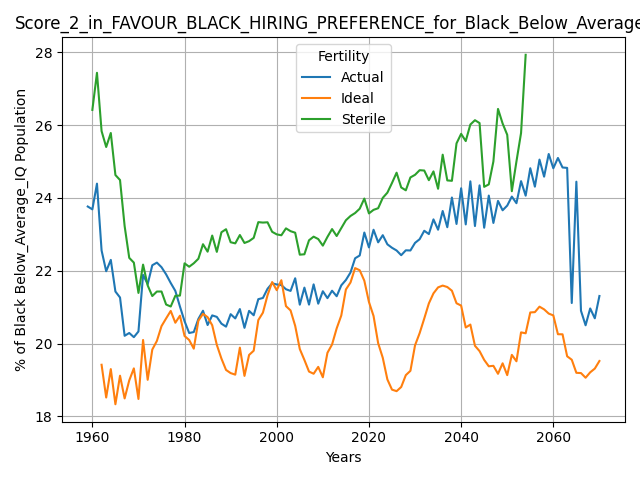 Score_2_in_FAVOUR_BLACK_HIRING_PREFERENCE_for_Black_Below_Average
Fertility
Actual
Ideal
Sterile
% of Black Below_Average_IQ Population
28
26
24
22
20
18
1960
1980
2000
2020
2040
2060
Years